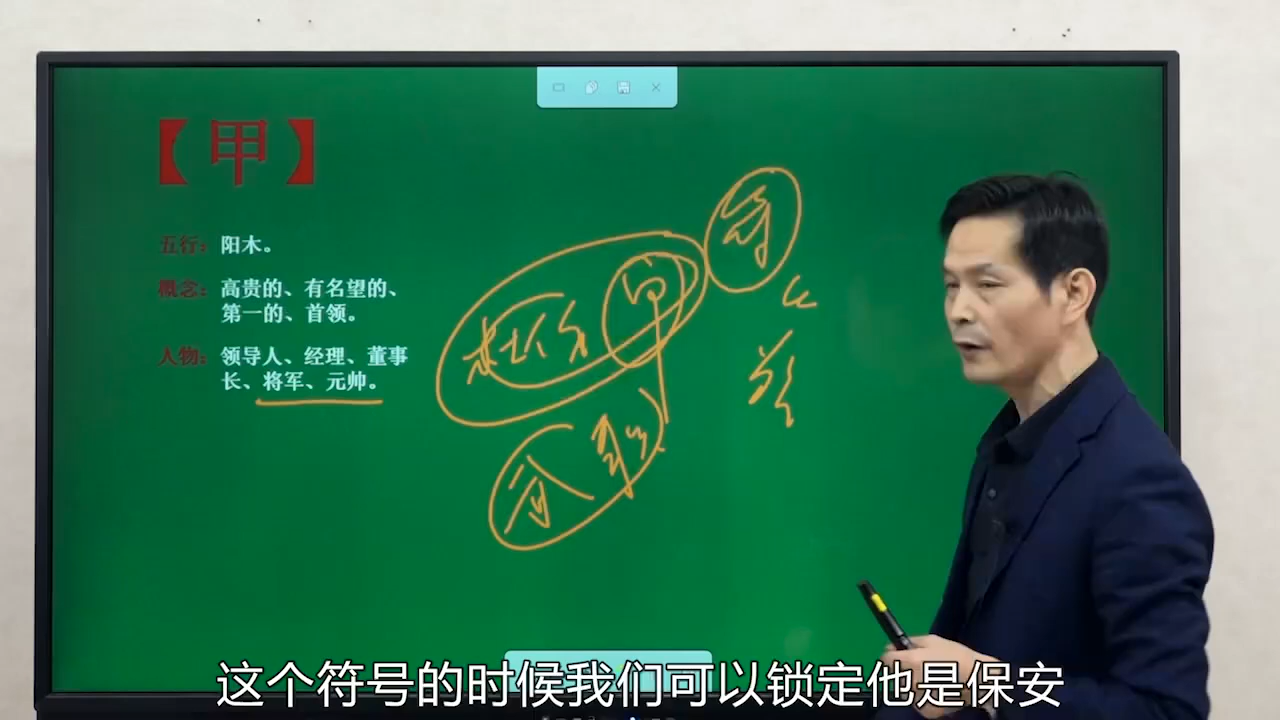 【甲】
五行：阳木。
概念：高贵的、有名望的、
第一的、首领。
人物：领导人、经理、董事
长、将军、元帅。
甲
这个符号的时候我们可以锁定他是保安